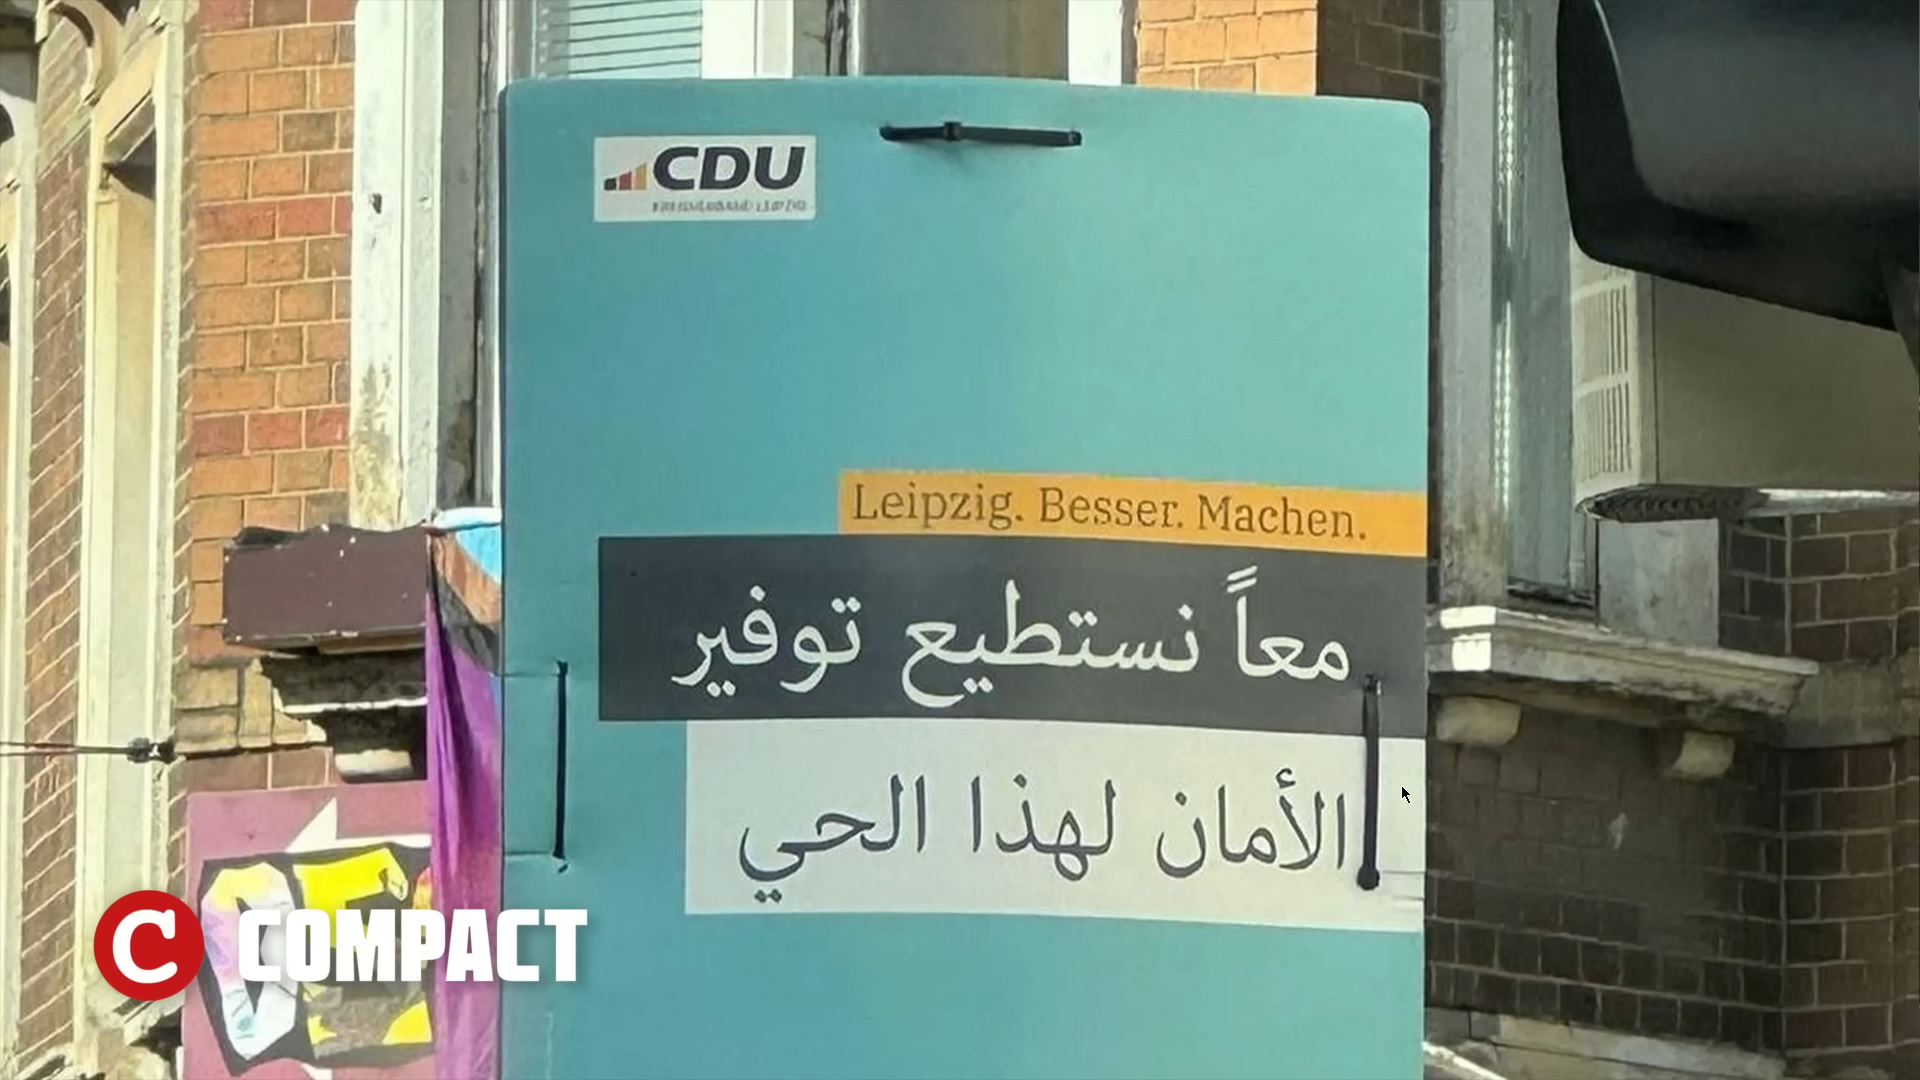 CDU
Leipzig. Besser. Machen.
معاً نستطيع توفير
الأمان لهذا الحي
C COMPACT